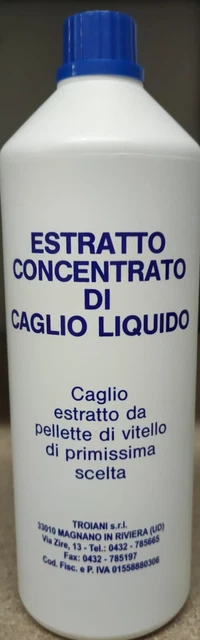 ESTRATTO
CONCENTRATO
DI
CAGLIO LIQUIDO
Caglio
estratto da
pellette di vitello
di primissima
scelta
TROIANI s.r.l.
33010 MAGNANO IN RIVIERA (UD)
Via Zire, 13 - Tel.: 0432 - 785665
Fax: 0432 - 785197
Cod. Fisc. e P. IVA 01558880306